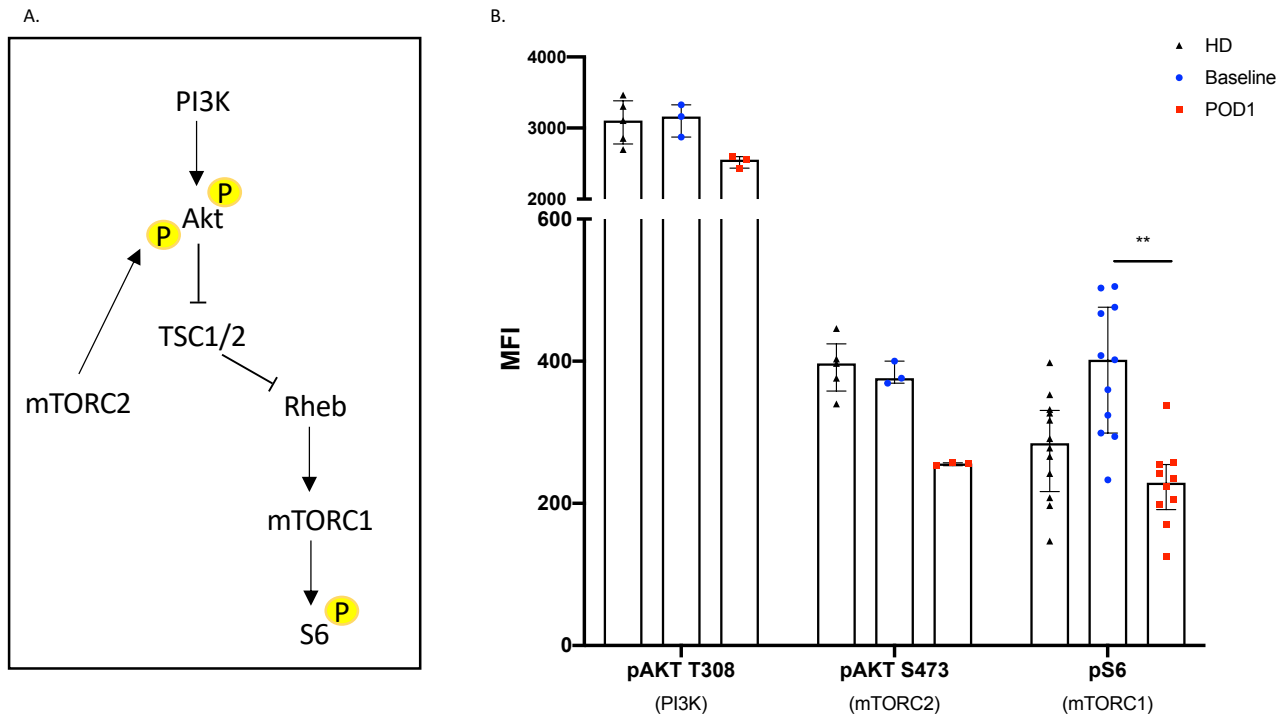 A.
PI3K
P
Akt
P
TSC1/2
mTORC2
Rheb
mTORC1
P
S6
B.
HD
Baseline
POD1
4000
3000
2000
600
400
200
0
MFI
**
pAKT T308
(PI3K)
pAKT S473
(mTORC2)
pS6
(mTORC1)